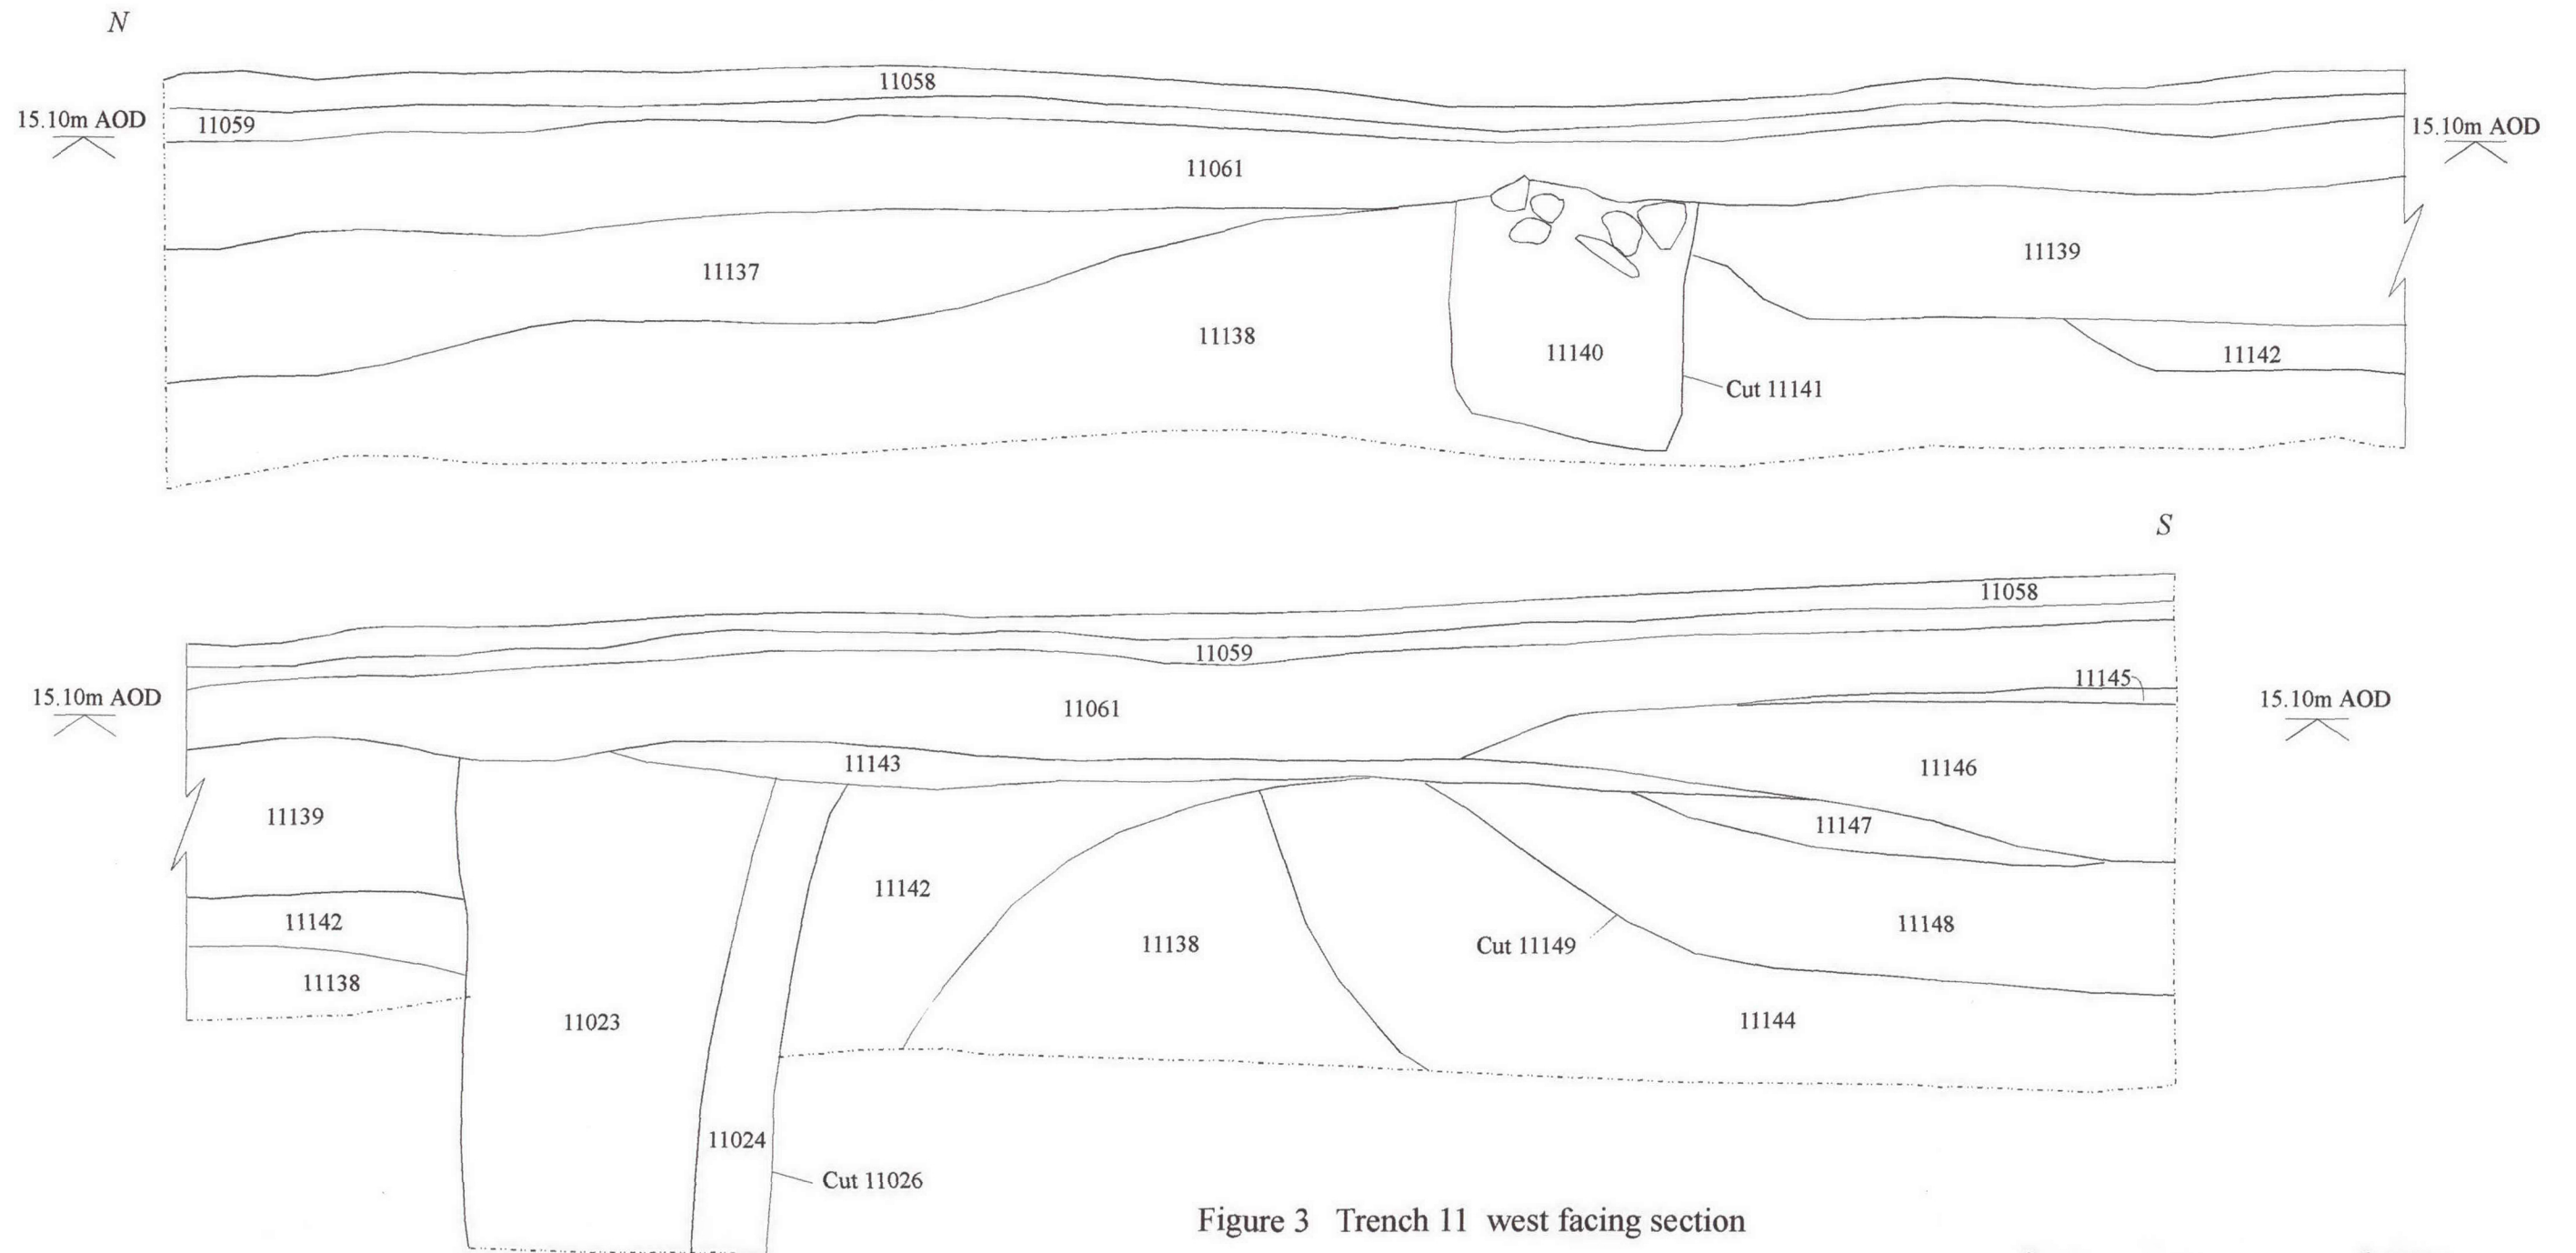 N
11058
15.10m AOD
11059
15.10m AOD
11061
11139
11137
11138
11140
11142
Cut 11141
S
11058
11059
11145
15.10m AOD
11061
15.10m AOD
11143
11146
11139
11147
11142
11142
11148
11138
Cut 11149
11138
11023
11144
11024
Cut 11026
Figure 3 Trench 11 west facing section